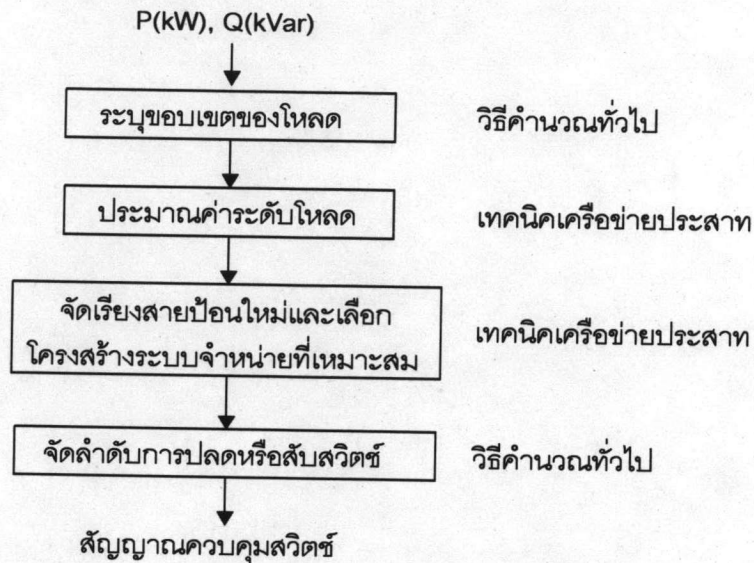 P(kW), Q(kVar)
ระบุขอบเขตของโหลด
วิธีคำนวณทั่วไป
ประมาณค่าระดับโหลด
เทคนิคเครือข่ายประสาท
จัดเรียงสายป้อนใหม่และเลือก
โครงสร้างระบบจำหน่ายที่เหมาะสม
เทคนิคเครือข่ายประสาท
จัดลำดับการปลดหรือสับสวิตช์
วิธีคำนวณทั่วไป
สัญญาณควบคุมสวิตช์